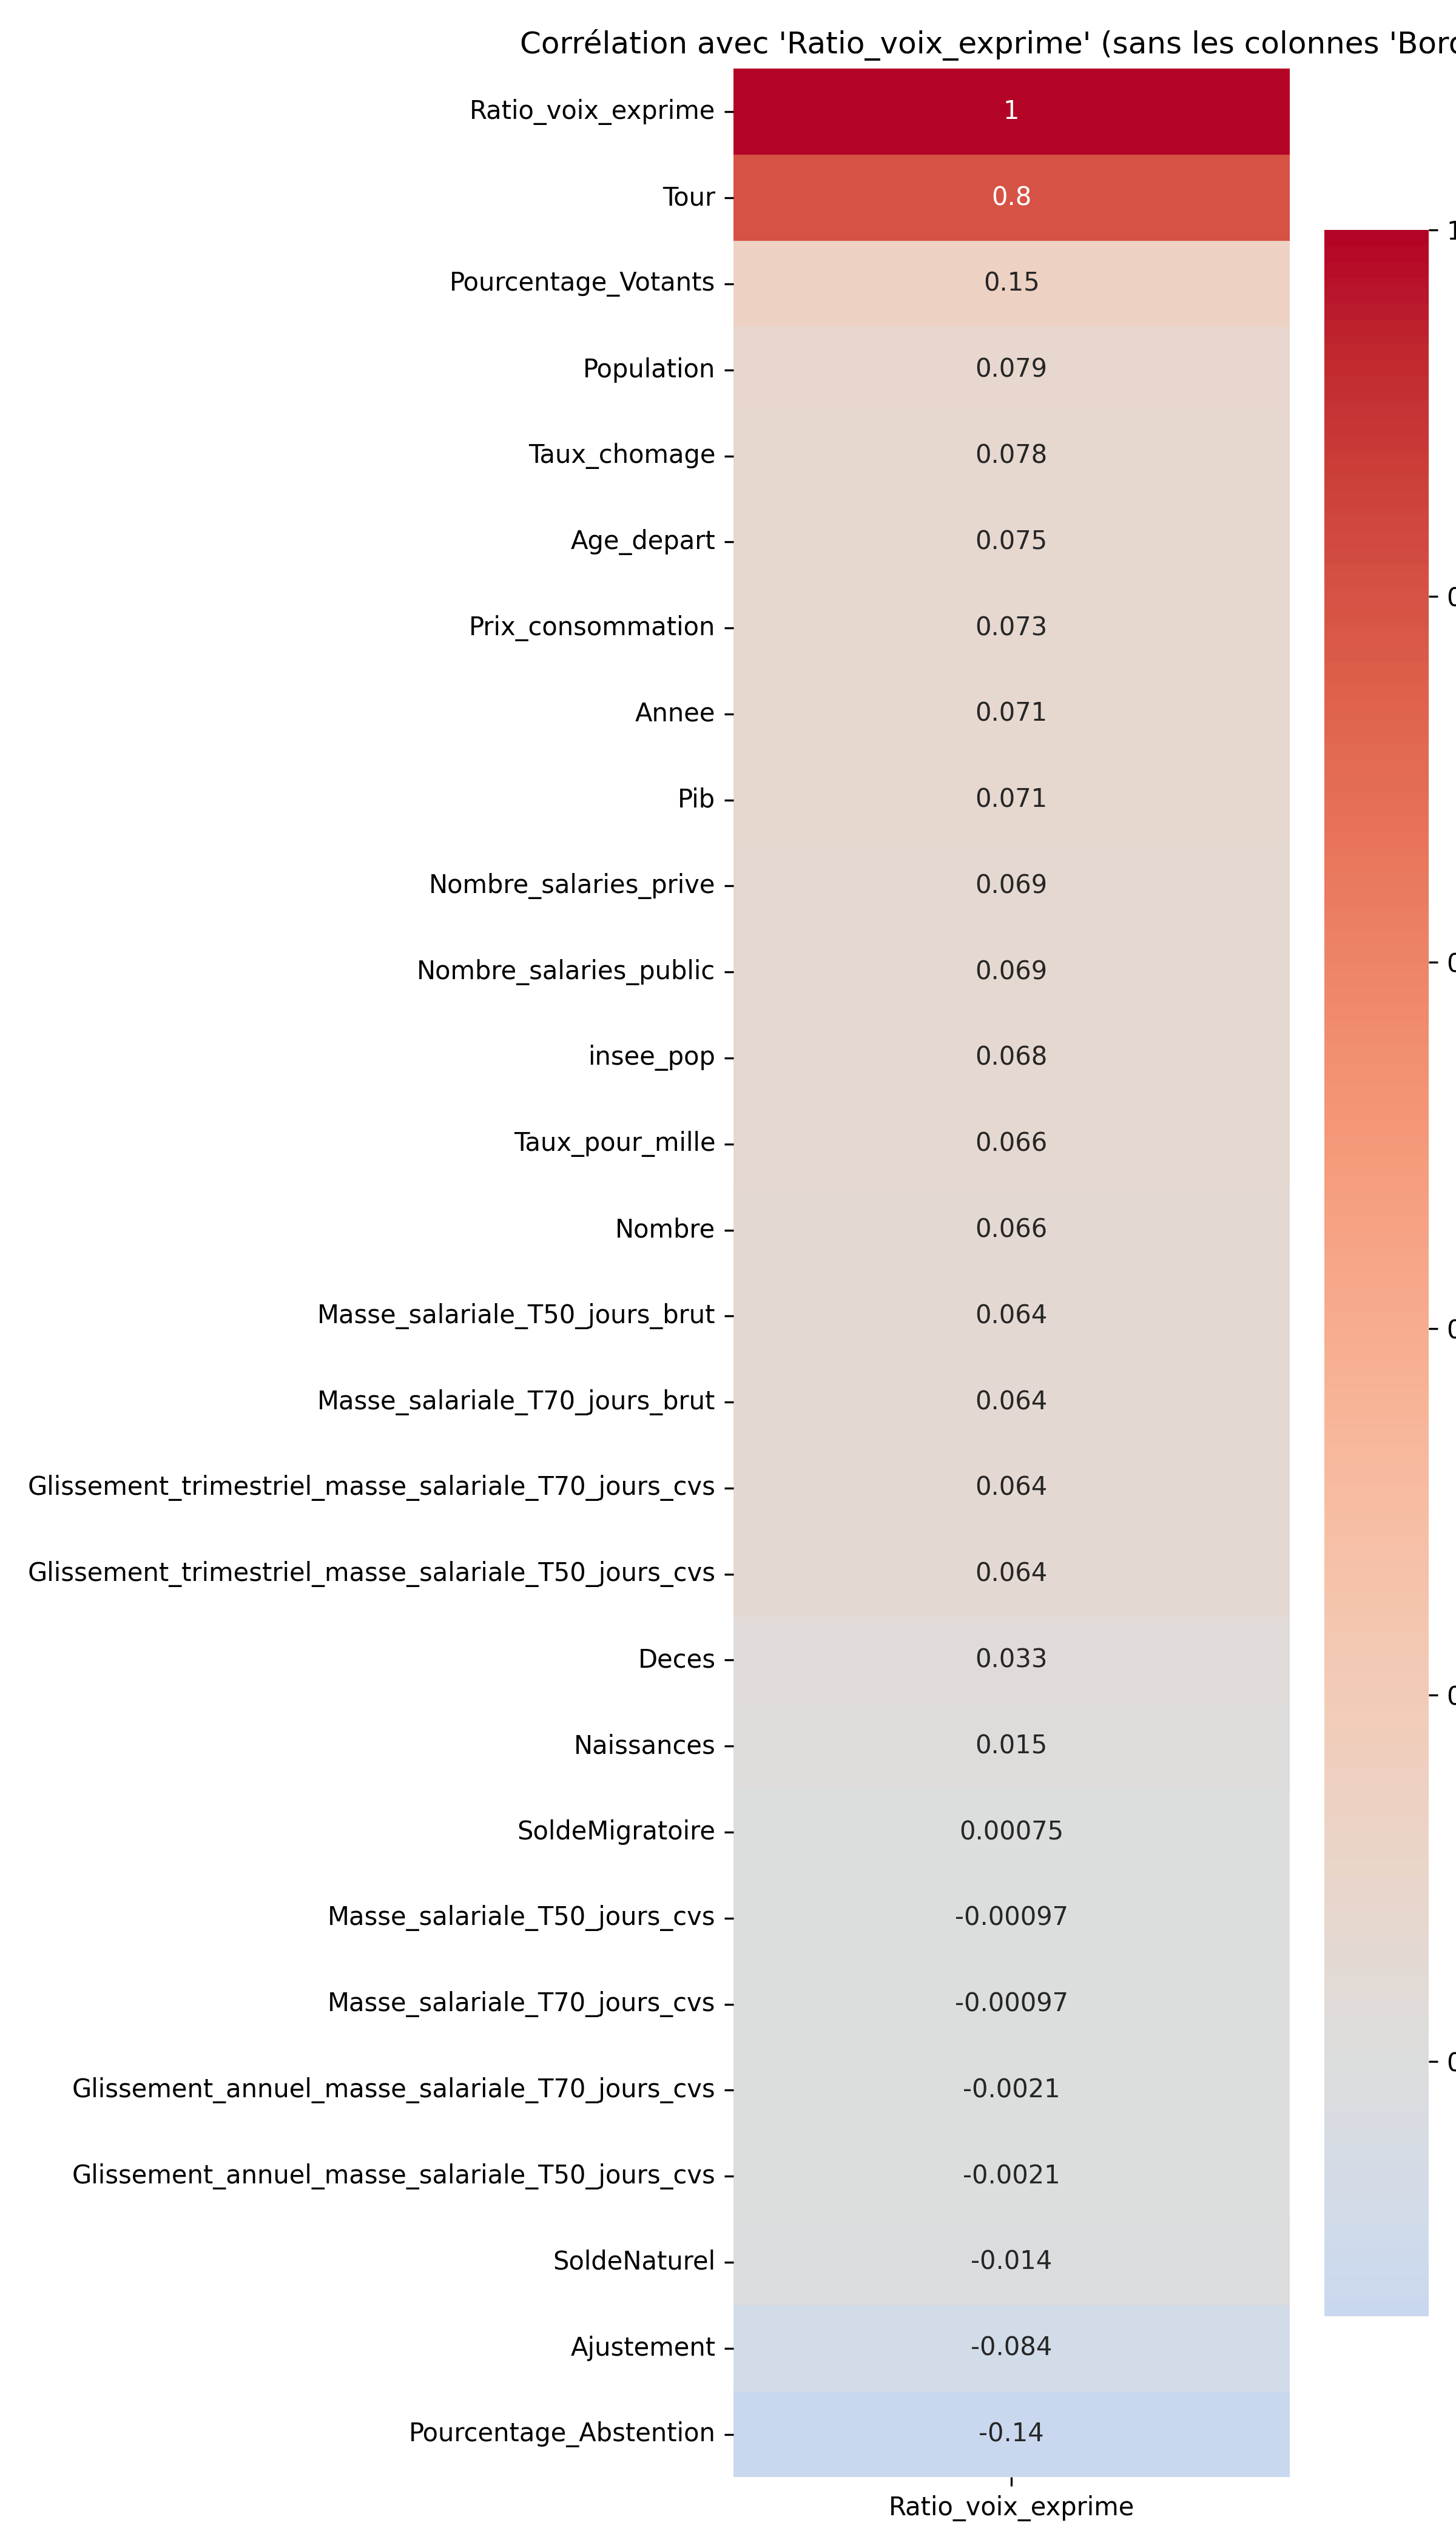 Corrélation avec 'Ratio_voix_exprime' (sans les colonnes 'Bord
Ratio_voix_exprime 1
Tour 0.8
Pourcentage_Votants 0.15
Population 0.079
Taux_chomage 0.078
Age_depart 0.075
Prix_consommation 0.073
Annee 0.071
Pib 0.071
Nombre_salaries_prive 0.069
Nombre_salaries_public 0.069
insee_pop 0.068
Taux_pour_mille 0.066
Nombre 0.066
Masse_salariale_T50_jours_brut 0.064
Masse_salariale_T70_jours_brut 0.064
Glissement_trimestriel_masse_salariale_T70_jours_cvs 0.064
Glissement_trimestriel_masse_salariale_T50_jours_cvs 0.064
Deces 0.033
Naissances 0.015
SoldeMigratoire 0.00075
Masse_salariale_T50_jours_cvs -0.00097
Masse_salariale_T70_jours_cvs -0.00097
Glissement_annuel_masse_salariale_T70_jours_cvs -0.0021
Glissement_annuel_masse_salariale_T50_jours_cvs -0.0021
SoldeNaturel -0.014
Ajustement -0.084
Pourcentage_Abstention -0.14
Ratio_voix_exprime